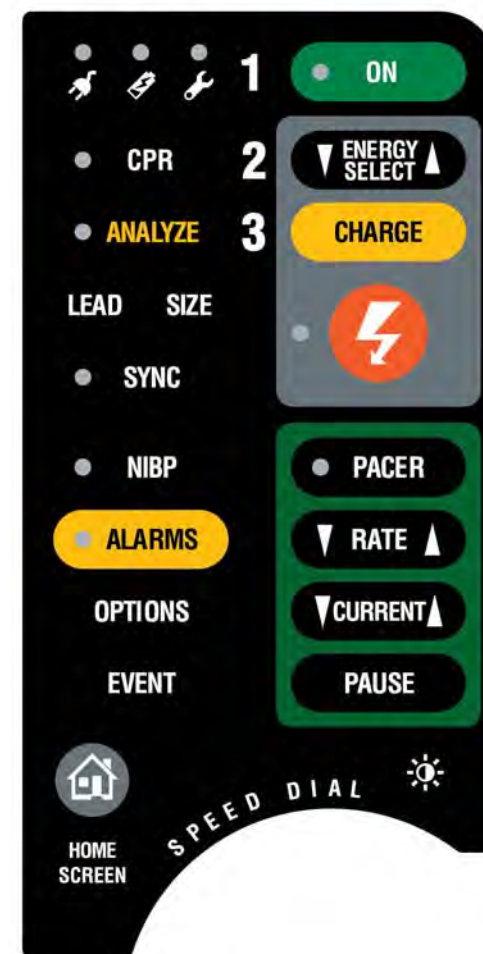 1 ON
CPR 2 ENERGY SELECT
ANALYZE 3 CHARGE
LEAD SIZE
SYNC
NIBP PACER
ALARMS RATE
OPTIONS CURRENT
EVENT PAUSE
SPEED DIAL
HOME
SCREEN